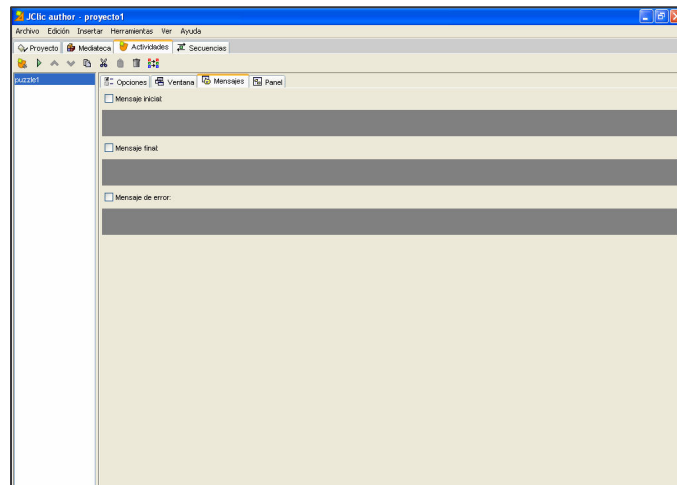 JClic author - proyecto1
Archivo Edición Insertar Herramientas Ver Ayuda
Proyecto Mediateca Actividades Secuencias
puzzle1
Opciones Ventana Mensajes Panel
Mensaje inicial:
Mensaje final:
Mensaje de error: